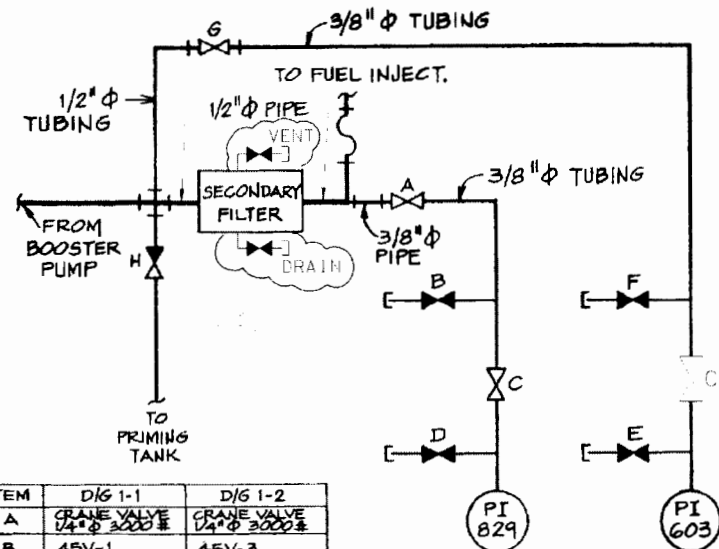 G
3/8" Φ TUBING
TO FUEL INJECT.
1/2" Φ
TUBING
1/2" Φ PIPE
VENT
SECONDARY
FILTER
A
3/8" Φ TUBING
FROM
BOOSTER
PUMP
H
3/8" Φ
PIPE
DRAIN
B
F
C
C
TO
PRIMING
TANK
D
E
PI
829
PI
603
TEM D/G 1-1 D/G 1-2
A CRANE VALVE CRANE VALVE
1/4" Φ 3000 # 1/4" Φ 3000 #